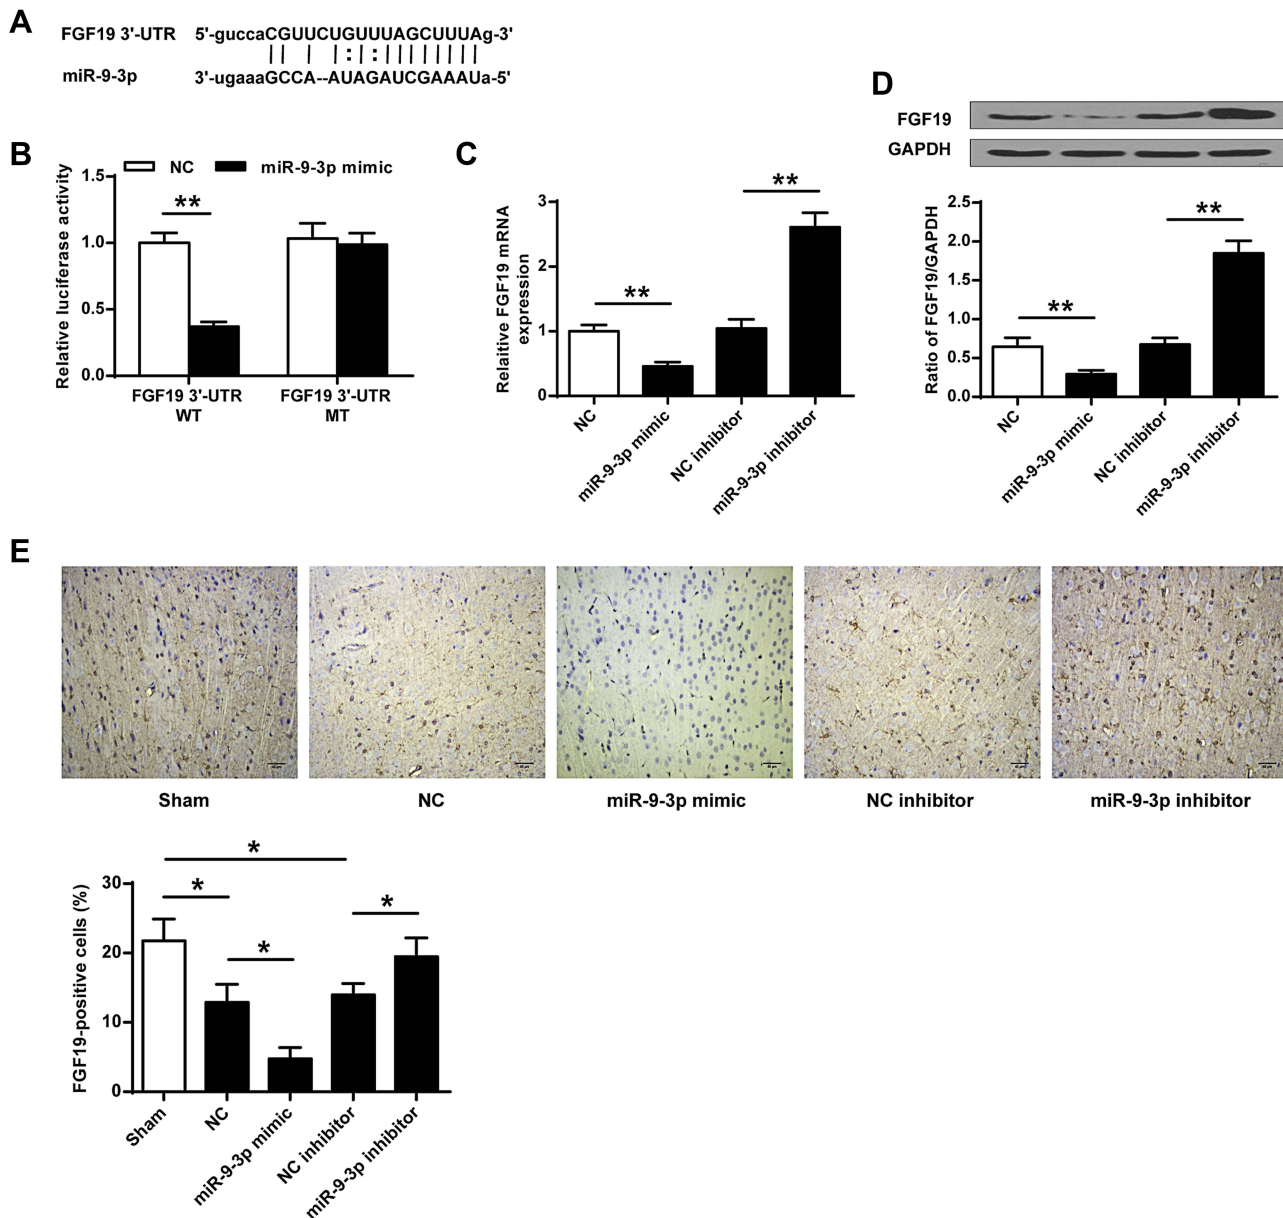 A
FGF19 3'-UTR 5'-guccaCGUUCUGUUUAGCUUUAg-3'
miR-9-3p 3'-ugaaaGCCA--AUAGAUCGAAAUa-5'
B
NC miR-9-3p mimic
Relative luciferase activity
1.5
1.0
0.5
0.0
**
FGF19 3'-UTR WT
FGF19 3'-UTR MT
C
Relaitive FGF19 mRNA expression
3
2
1
0
**
**
NC
miR-9-3p mimic
NC inhibitor
miR-9-3p inhibitor
D
FGF19
GAPDH
Ratio of FGF19/GAPDH
2.5
2.0
1.5
1.0
0.5
0.0
**
**
NC
miR-9-3p mimic
NC inhibitor
miR-9-3p inhibitor
E
Sham
NC
miR-9-3p mimic
NC inhibitor
miR-9-3p inhibitor
FGF19-positive cells (%)
30
20
10
0
*
*
*
*
Sham
NC
miR-9-3p mimic
NC inhibitor
miR-9-3p inhibitor